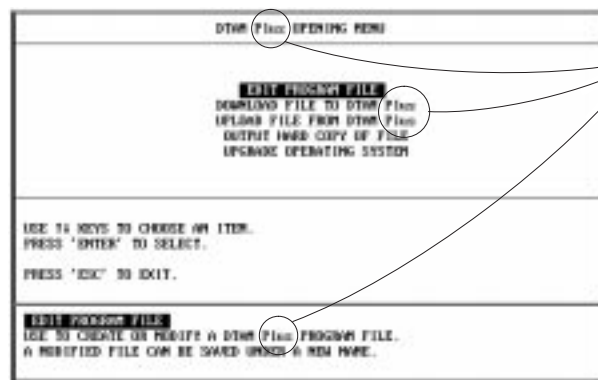 DTAM Plus OPENING MENU
EDIT PROGRAM FILE
DOWNLOAD FILE TO DTAM Plus
UPLOAD FILE FROM DTAM Plus
OUTPUT HARD COPY OF FILE
UPGRADE OPERATING SYSTEM
USE ↑↓ KEYS TO CHOOSE AN ITEM.
PRESS 'ENTER' TO SELECT.
PRESS 'ESC' TO EXIT.
EDIT PROGRAM FILE
USE TO CREATE OR MODIFY A DTAM Plus PROGRAM FILE.
A MODIFIED FILE CAN BE SAVED UNDER A NEW NAME.